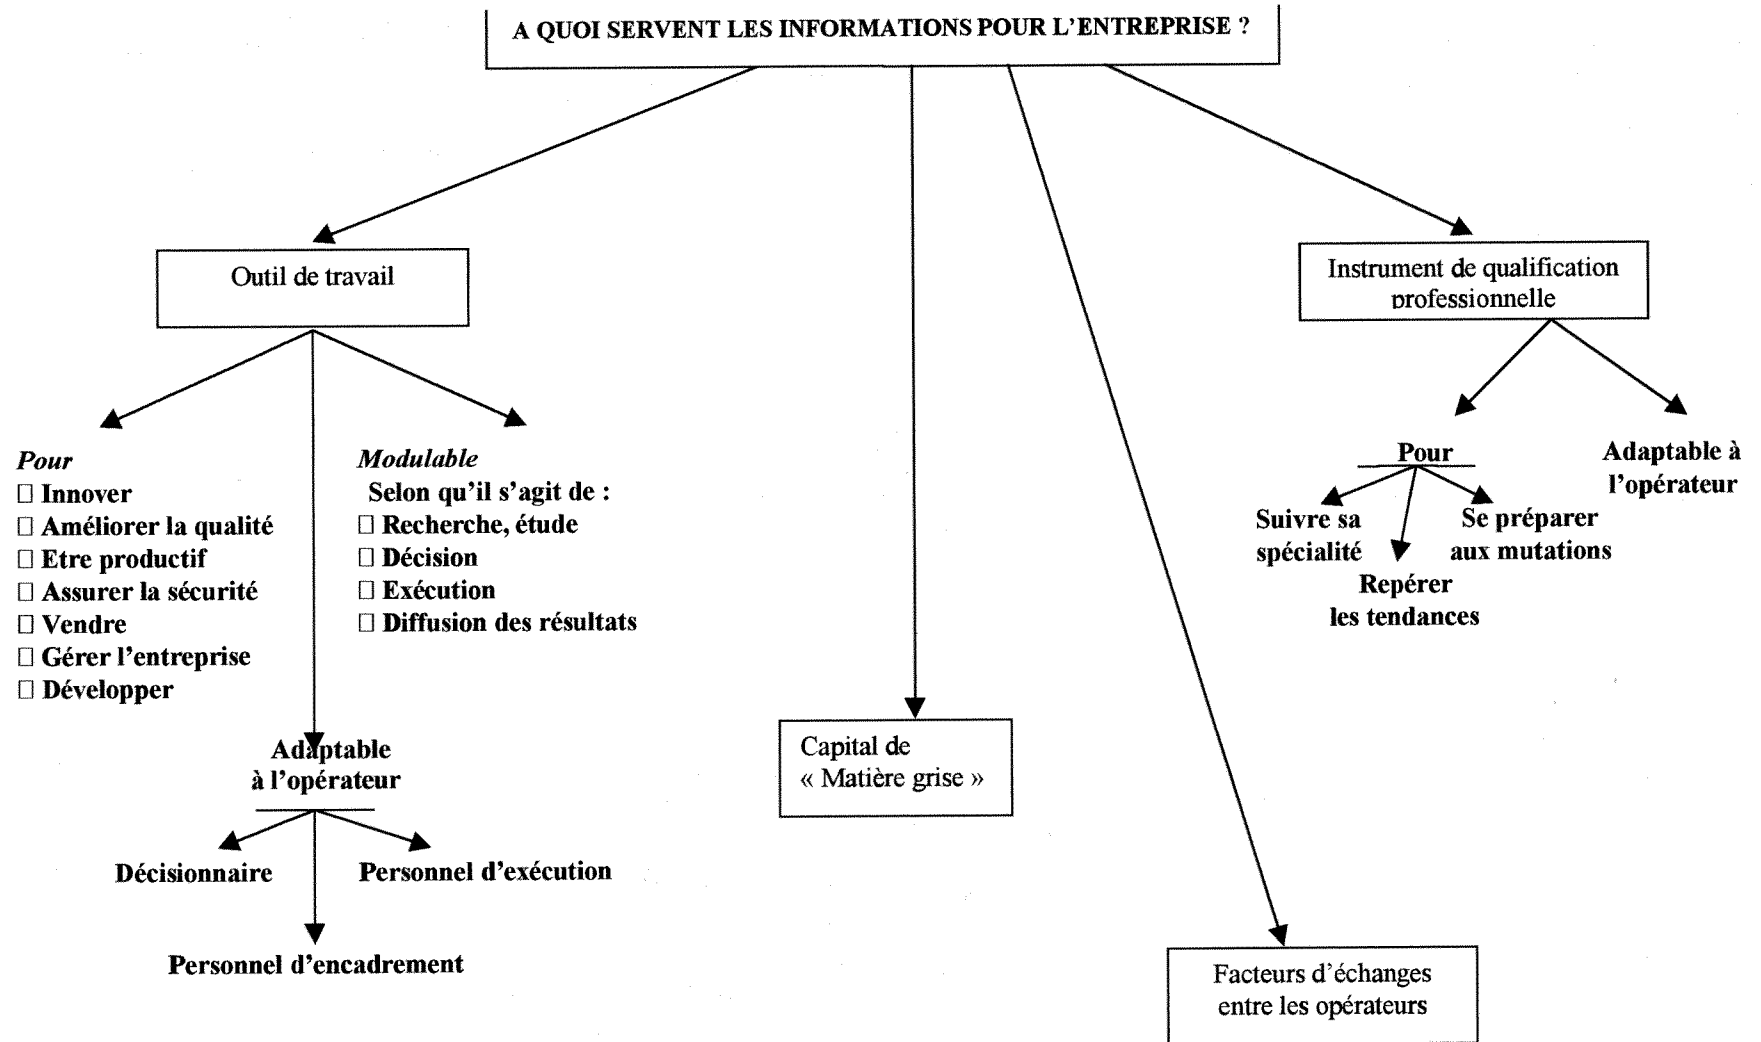 A QUOI SERVENT LES INFORMATIONS POUR L'ENTREPRISE ?
Outil de travail
Pour
□ Innover
□ Améliorer la qualité
□ Etre productif
□ Assurer la sécurité
□ Vendre
□ Gérer l'entreprise
□ Développer
Modulable
Selon qu'il s'agit de :
□ Recherche, étude
□ Décision
□ Exécution
□ Diffusion des résultats
Adaptable
à l'opérateur
Décisionnaire
Personnel d'exécution
Personnel d'encadrement
Capital de
« Matière grise »
Facteurs d'échanges
entre les opérateurs
Instrument de qualification
professionnelle
Pour
Suivre sa
spécialité
Repérer
les tendances
Se préparer
aux mutations
Adaptable à
l'opérateur